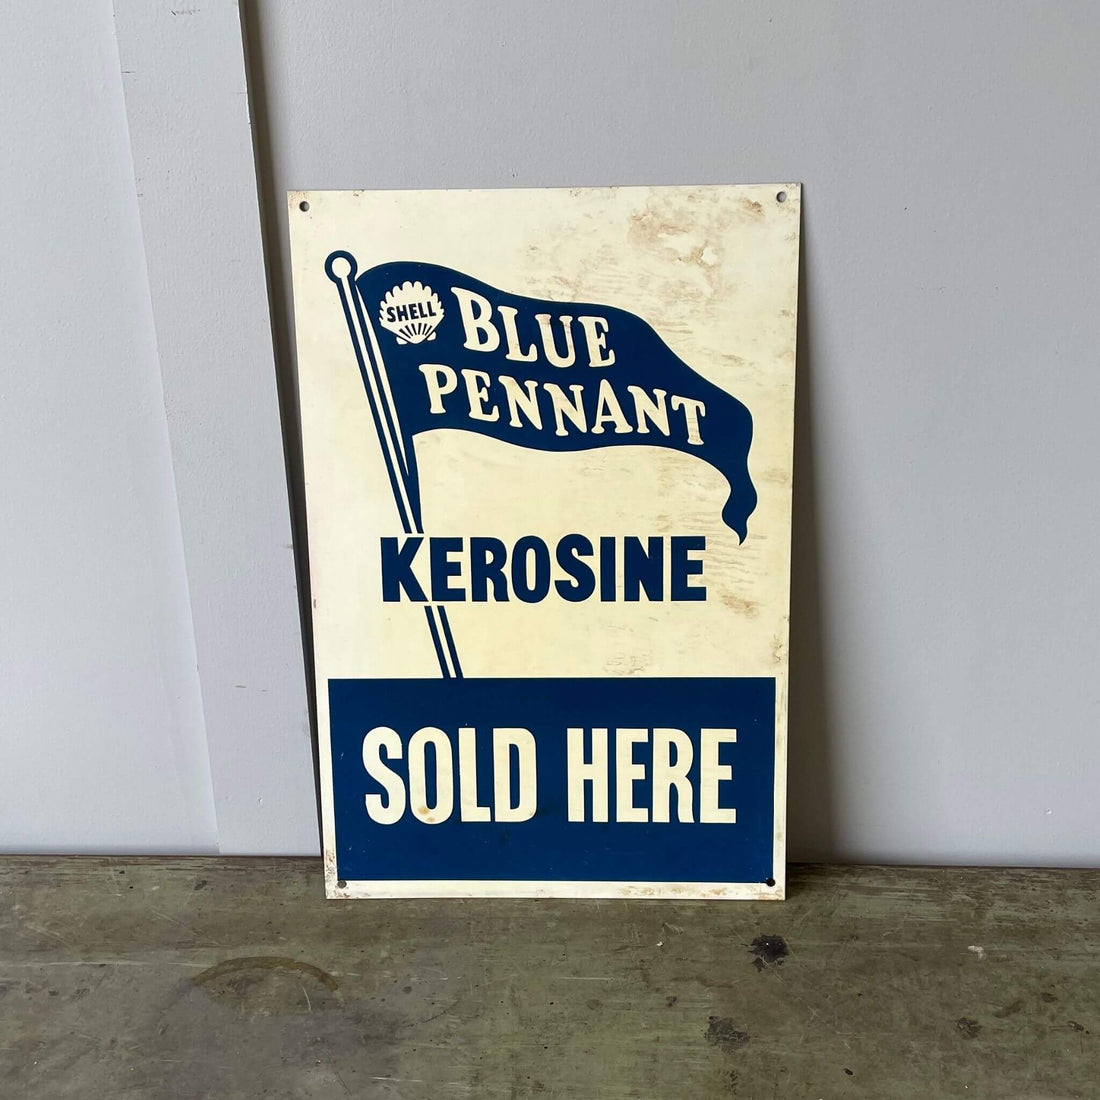 SHELL
BLUE
PENNANT
KEROSINE
SOLD HERE